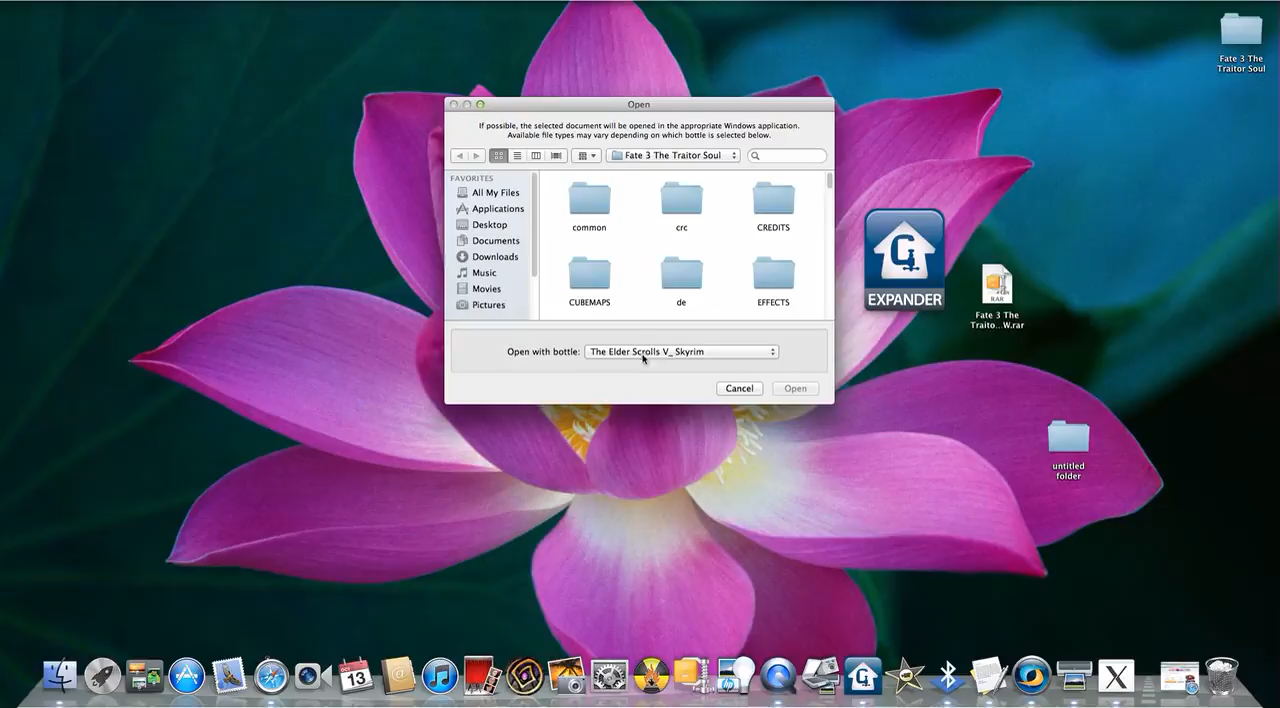 Fate 3 The
Traitor Soul
Open
If possible, the selected document will be opened in the appropriate Windows application.
Available file types may vary depending on which bottle is selected below.
Fate 3 The Traitor Soul
FAVORITES
All My Files
Applications
Desktop
Documents
Downloads
Music
Movies
Pictures
common
crc
CREDITS
CUBEMAPS
de
EFFECTS
Open with bottle:
The Elder Scrolls V_ Skyrim
Cancel
Open
EXPANDER
RAR
Fate 3 The
Traito...W.rar
untitled
folder
OCT
13
X